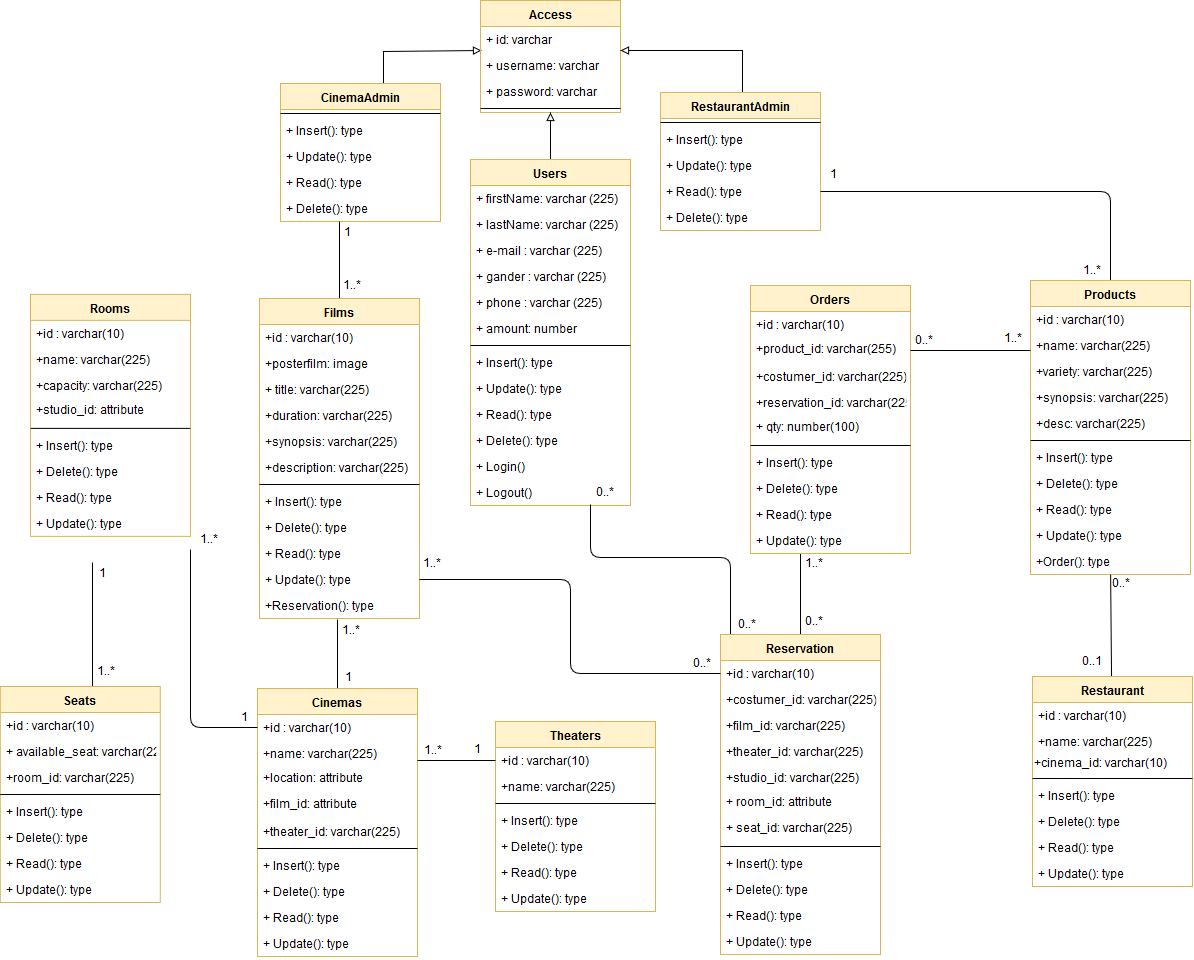 Access
+ id: varchar
+ username: varchar
+ password: varchar
CinemaAdmin
+ Insert(): type
+ Update(): type
+ Read(): type
+ Delete(): type
1
1..*
RestaurantAdmin
+ Insert(): type
+ Update(): type
+ Read(): type
+ Delete(): type
1
1..*
Users
+ firstName: varchar (225)
+ lastName: varchar (225)
+ e-mail : varchar (225)
+ gander : varchar (225)
+ phone : varchar (225)
+ amount: number
+ Insert(): type
+ Update(): type
+ Read(): type
+ Delete(): type
+ Login()
+ Logout()
0..*
0..*
Rooms
+id : varchar(10)
+name: varchar(225)
+capacity: varchar(225)
+studio_id: attribute
+ Insert(): type
+ Delete(): type
+ Read(): type
+ Update(): type
1..*
1
1
1..*
Films
+id : varchar(10)
+posterfilm: image
+ title: varchar(225)
+duration: varchar(225)
+synopsis: varchar(225)
+description: varchar(225)
+ Insert(): type
+ Delete(): type
+ Read(): type
+ Update(): type
+Reservation(): type
1..*
0..*
1..*
1
Orders
+id : varchar(10)
+product_id: varchar(255)
+costumer_id: varchar(225)
+reservation_id: varchar(22
+ qty: number(100)
+ Insert(): type
+ Delete(): type
+ Read(): type
+ Update(): type
0..*
1..*
1..*
0..*
Products
+id : varchar(10)
+name: varchar(225)
+variety: varchar(225)
+synopsis: varchar(225)
+desc: varchar(225)
+ Insert(): type
+ Delete(): type
+ Read(): type
+ Update(): type
+Order(): type
0..*
0..1
Seats
+id : varchar(10)
+ available_seat: varchar(22
+room_id: varchar(225)
+ Insert(): type
+ Delete(): type
+ Read(): type
+ Update(): type
Cinemas
+id : varchar(10)
+name: varchar(225)
+location: attribute
+film_id: attribute
+theater_id: varchar(225)
+ Insert(): type
+ Delete(): type
+ Read(): type
+ Update(): type
1..*
1
Theaters
+id : varchar(10)
+name: varchar(225)
+ Insert(): type
+ Delete(): type
+ Read(): type
+ Update(): type
Reservation
+id : varchar(10)
+costumer_id: varchar(225)
+film_id: varchar(225)
+theater_id: varchar(225)
+studio_id: varchar(225)
+ room_id: attribute
+ seat_id: varchar(225)
+ Insert(): type
+ Delete(): type
+ Read(): type
+ Update(): type
Restaurant
+id : varchar(10)
+name: varchar(225)
+cinema_id: varchar(10)
+ Insert(): type
+ Delete(): type
+ Read(): type
+ Update(): type